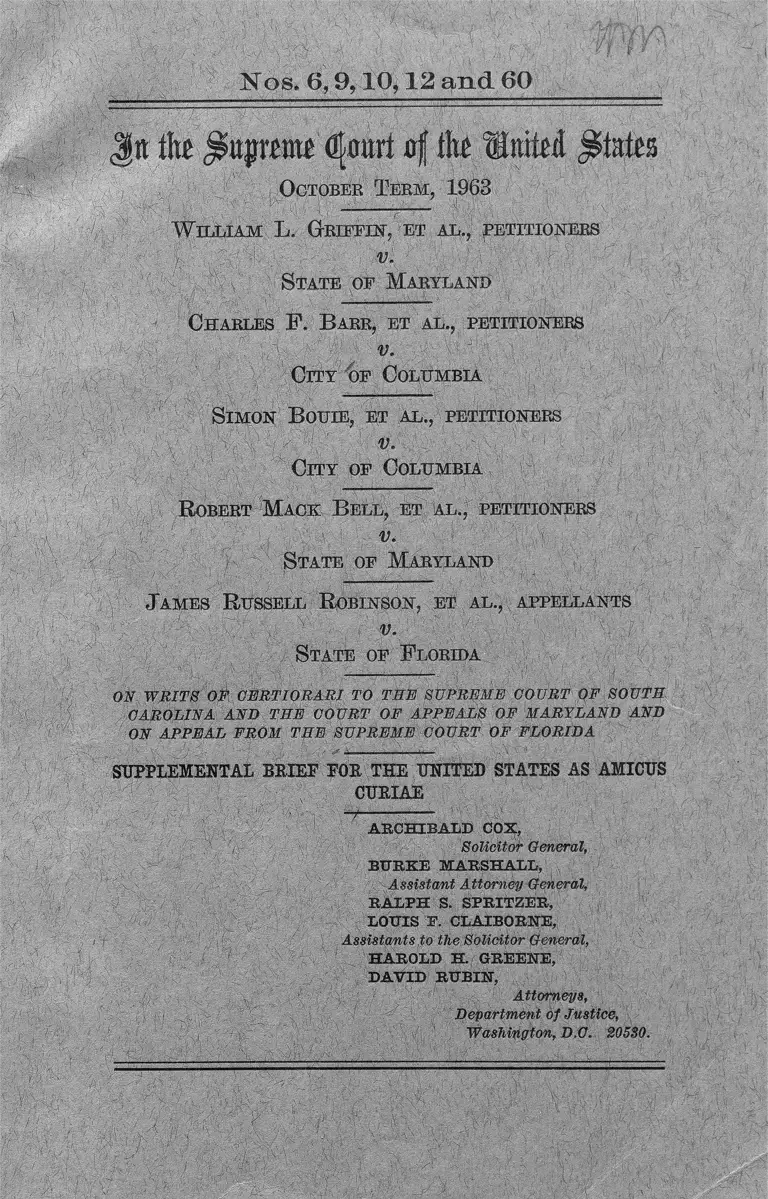 Nos. 6, 9, 10, 12 and 60
In the Supreme Court of the United States
OCTOBER TERM, 1963
WILLIAM L. GRIFFIN, ET AL., PETITIONERS
v.
STATE OF MARYLAND
CHARLES F. BARR, ET AL., PETITIONERS
v.
CITY OF COLUMBIA
SIMON BOUIE, ET AL., PETITIONERS
v.
CITY OF COLUMBIA
ROBERT MACK BELL, ET AL., PETITIONERS
v.
STATE OF MARYLAND
JAMES RUSSELL ROBINSON, ET AL., APPELLANTS
v.
STATE OF FLORIDA
ON WRITS OF CERTIORARI TO THE SUPREME COURT OF SOUTH
CAROLINA AND THE COURT OF APPEALS OF MARYLAND AND
ON APPEAL FROM THE SUPREME COURT OF FLORIDA
SUPPLEMENTAL BRIEF FOR THE UNITED STATES AS AMICUS
CURIAE
ARCHIBALD COX,
Solicitor General,
BURKE MARSHALL,
Assistant Attorney General,
RALPH S. SPRITZER,
LOUIS F. CLAIBORNE,
Assistants to the Solicitor General,
HAROLD H. GREENE,
DAVID RUBIN,
Attorneys,
Department of Justice,
Washington, D.C. 20530.